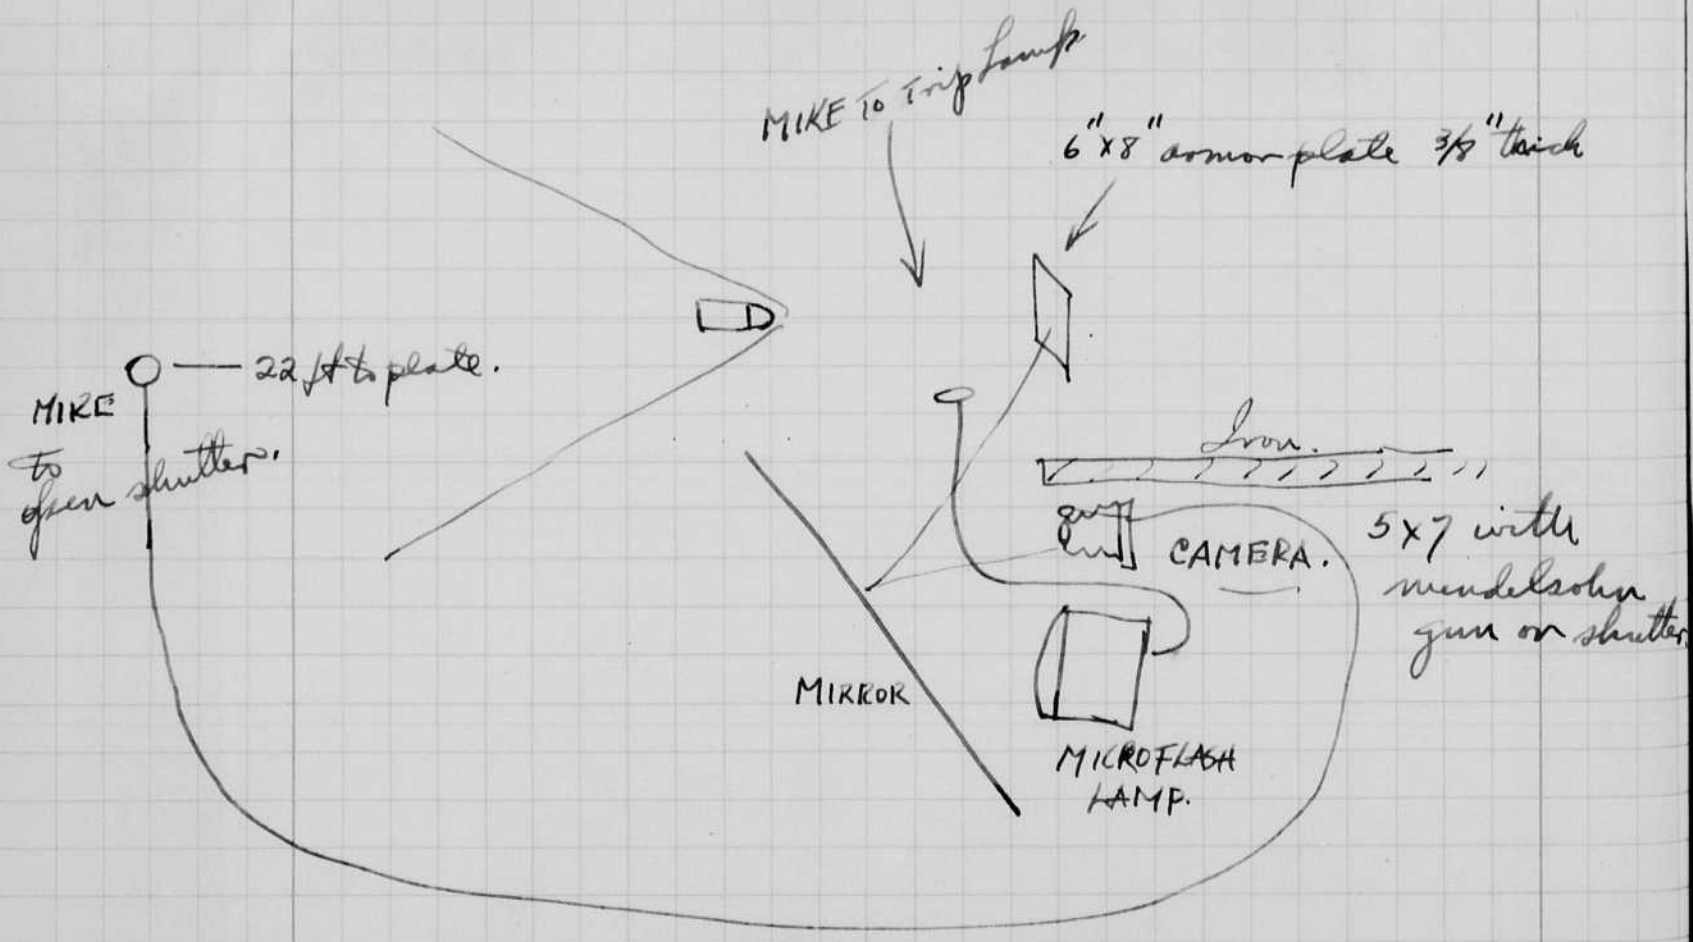 MIKE To Trip Lamp
6"x8" armor plate 3/8" thick
22 ft to plate.
MIKE
to
open shutter.
Iron.
CAMERA.
5x7 with
mendelsohn
gun on shutter.
MIRROR
MICROFLASH
LAMP.